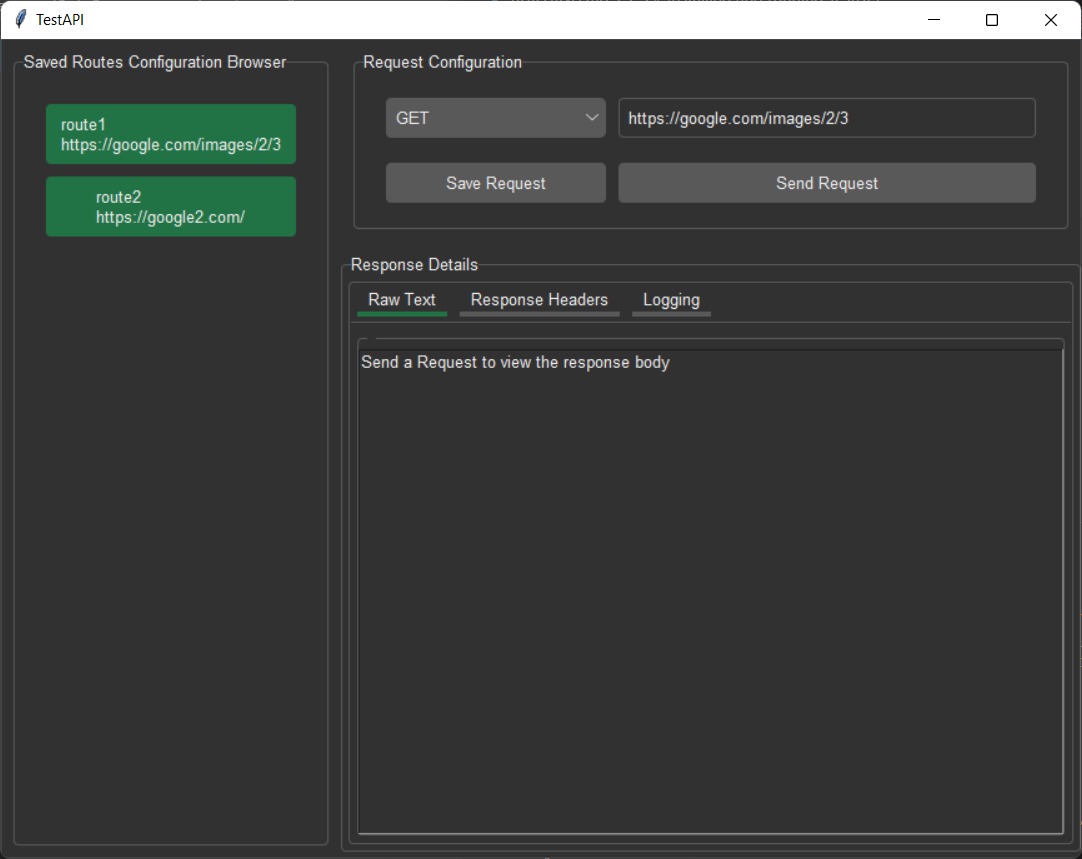 TestAPI
Saved Routes Configuration Browser
route1
https://google.com/images/2/3
route2
https://google2.com/
Request Configuration
GET
https://google.com/images/2/3
Save Request
Send Request
Response Details
Raw Text
Response Headers
Logging
Send a Request to view the response body